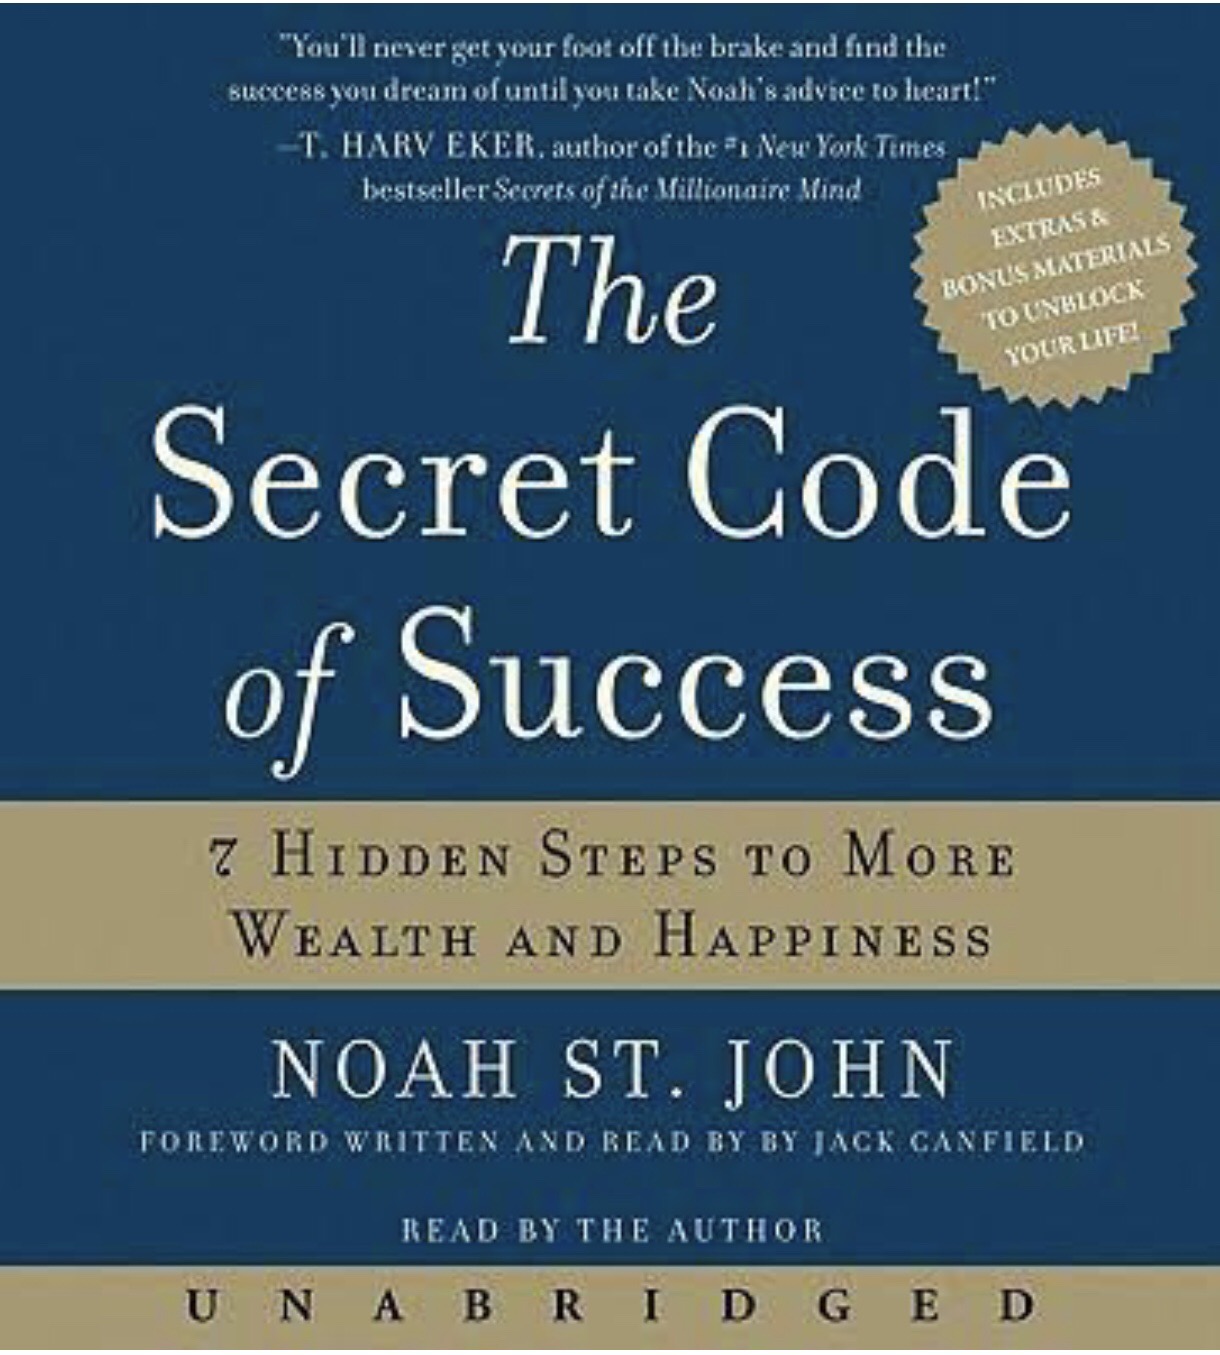 "You'll never get your foot off the brake and find the
success you dream of until you take Noah's advice to heart!"
—T. HARV EKER, author of the #1 New York Times
bestseller Secrets of the Millionaire Mind
INCLUDES
EXTRAS &
BONUS MATERIALS
TO UNBLOCK
YOUR LIFE!
The
Secret Code
of Success
7 HIDDEN STEPS TO MORE
WEALTH AND HAPPINESS
NOAH ST. JOHN
FOREWORD WRITTEN AND READ BY BY JACK CANFIELD
READ BY THE AUTHOR
UNABRIDGED